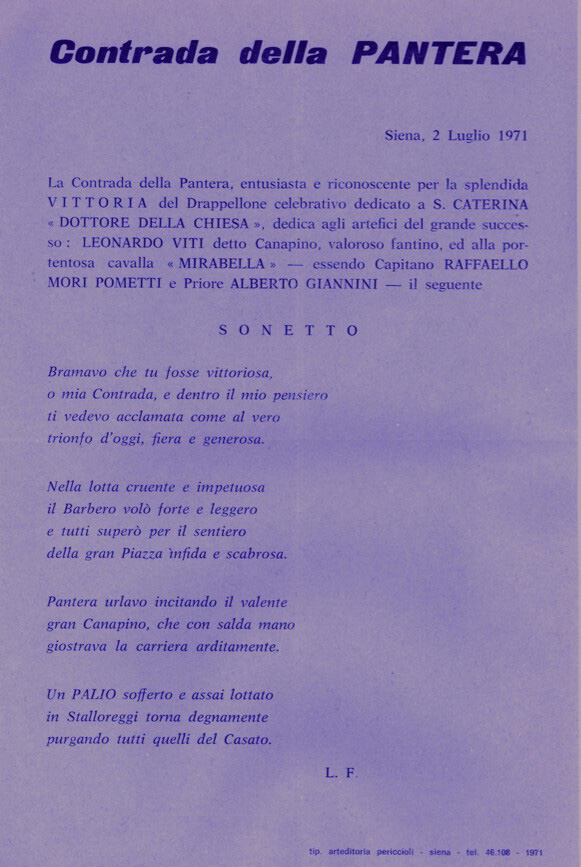 Contrada della PANTERA
Siena, 2 Luglio 1971
La Contrada della Pantera, entusiasta e riconoscente per la splendida
VITTORIA del Drappellone celebrativo dedicato a S. CATERINA
« DOTTORE DELLA CHIESA », dedica agli artefici del grande succes-
so : LEONARDO VITI detto Canapino, valoroso fantino, ed alla por-
tentosa cavalla « MIRABELLA » — essendo Capitano RAFFAELLO
MORI POMETTI e Priore ALBERTO GIANNINI — il seguente
SONETTO
Bramavo che tu fosse vittoriosa,
o mia Contrada, e dentro il mio pensiero
ti vedevo acclamata come al vero
trionfo d'oggi, fiera e generosa.
Nella lotta cruente e impetuosa
il Barbero volò forte e leggero
e tutti superò per il sentiero
della gran Piazza infida e scabrosa.
Pantera urlavo incitando il valente
gran Canapino, che con salda mano
giostrava la carriera arditamente.
Un PALIO sofferto e assai lottato
in Stalloreggi torna degnamente
purgando tutti quelli del Casato.
L. F.
tip. arteditoria periccioli - siena - tel. 46.108 - 1971